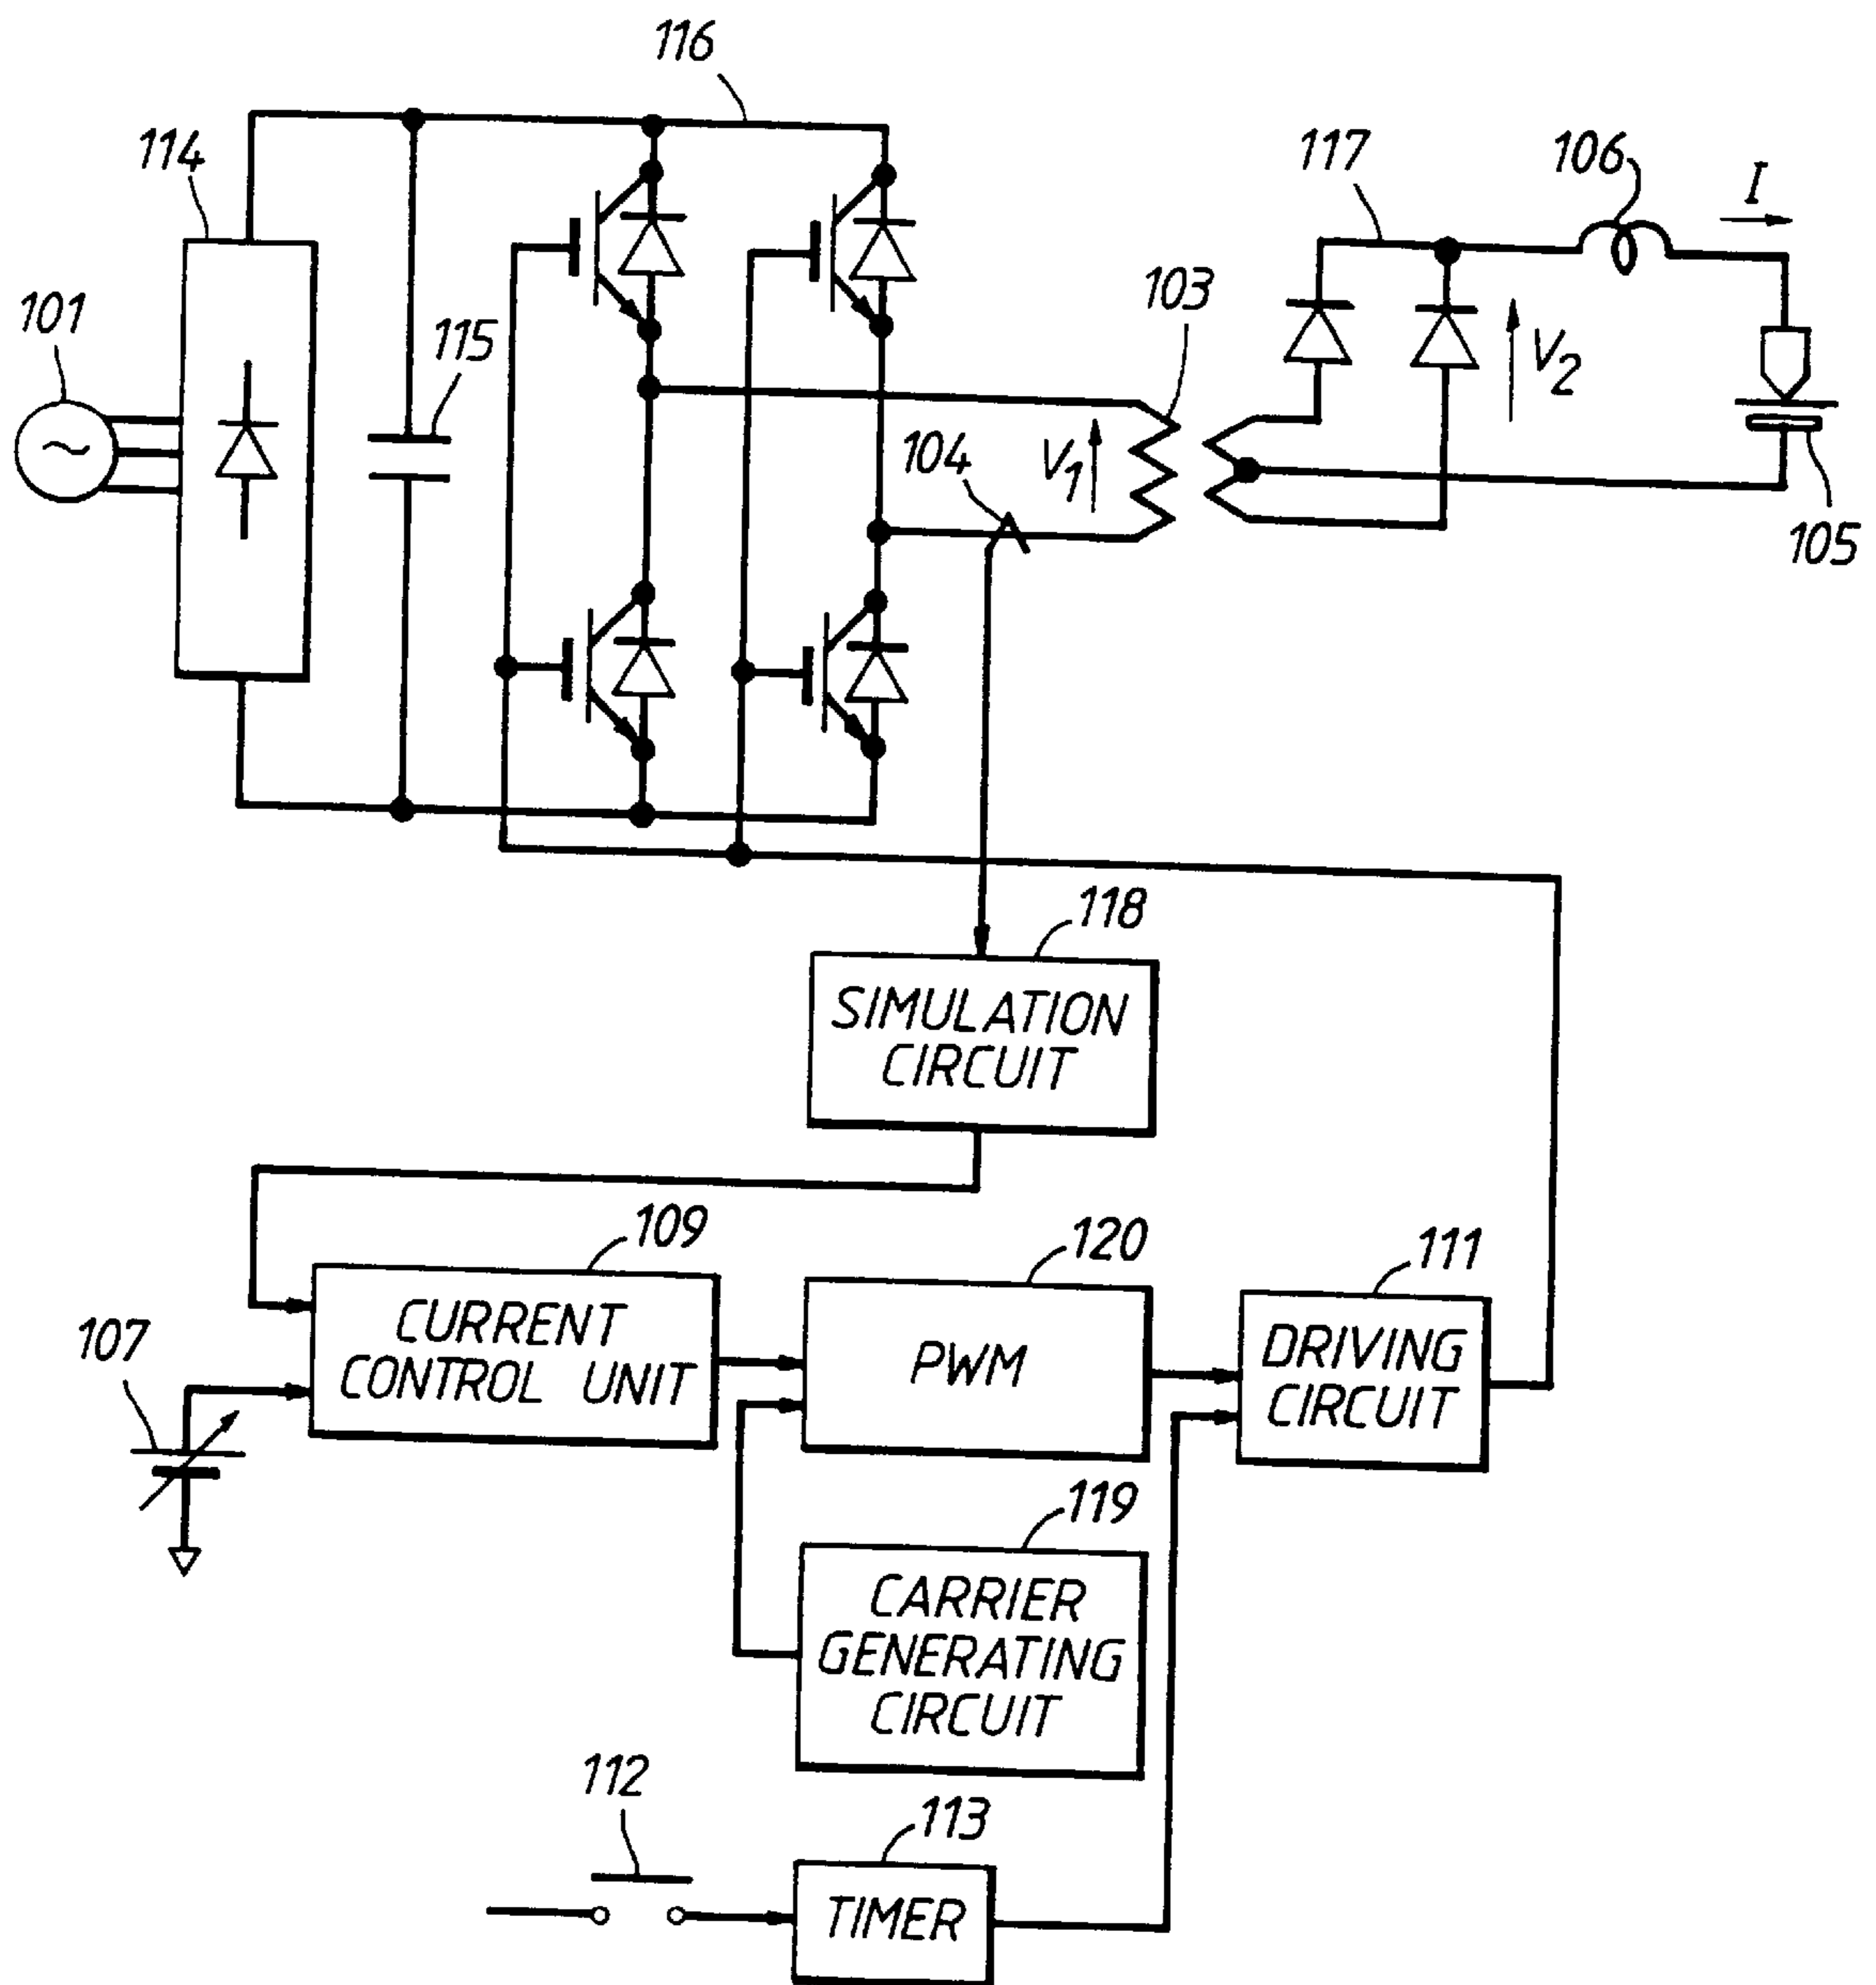 116
114
117
106
I
101
115
103
V2
104
V1
105
118
SIMULATION
CIRCUIT
109
120
111
107
CURRENT
CONTROL UNIT
PWM
DRIVING
CIRCUIT
119
CARRIER
GENERATING
CIRCUIT
112
113
TIMER